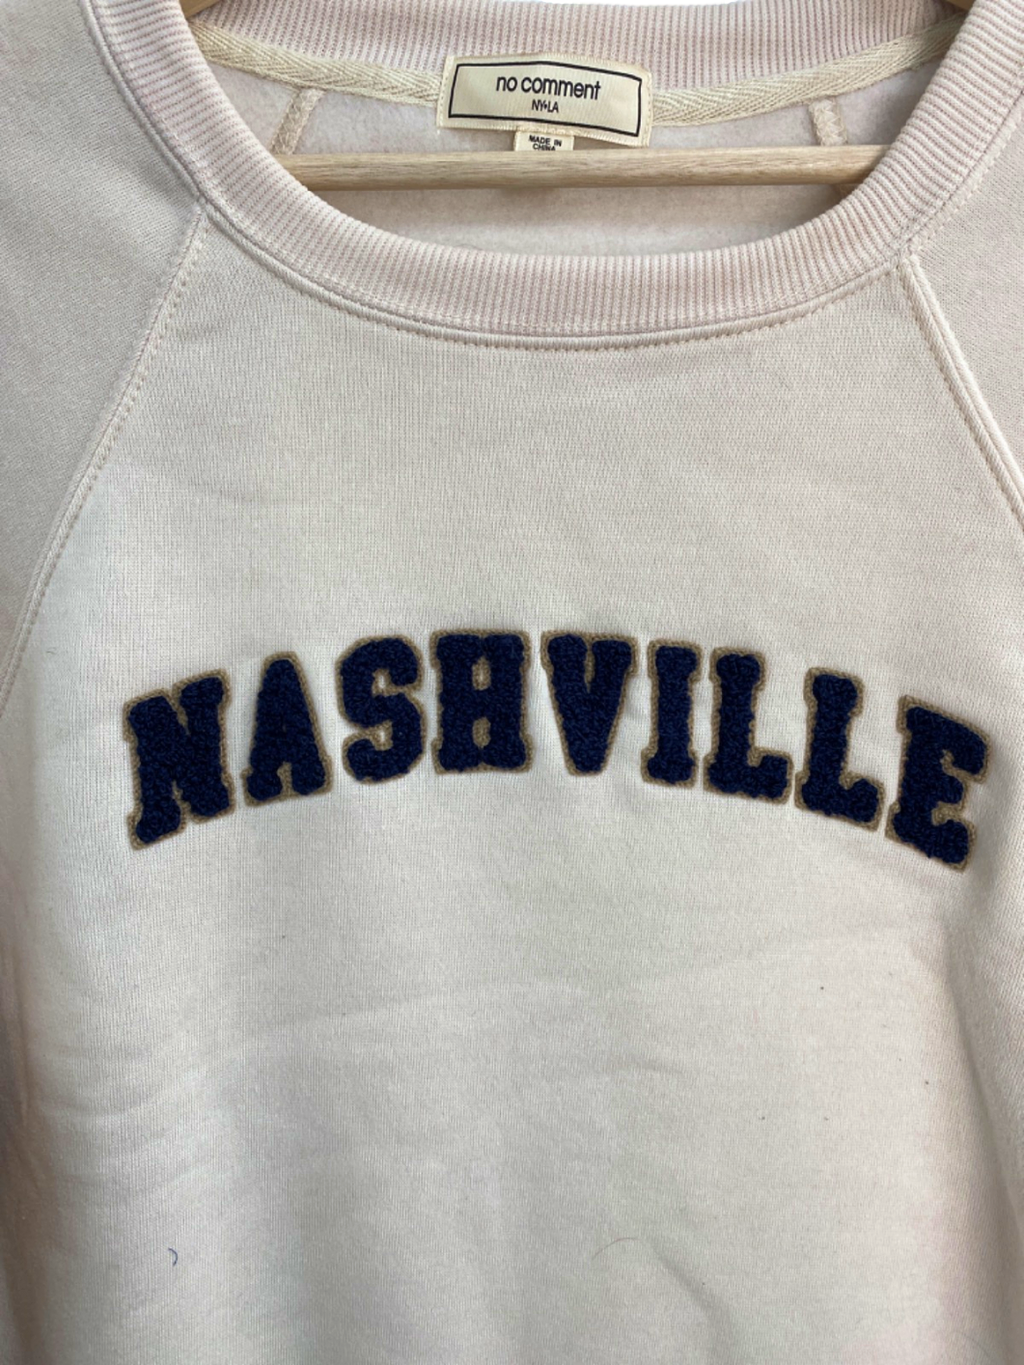 no comment
NY+LA
MADE IN
CHINA
NASHVILLE